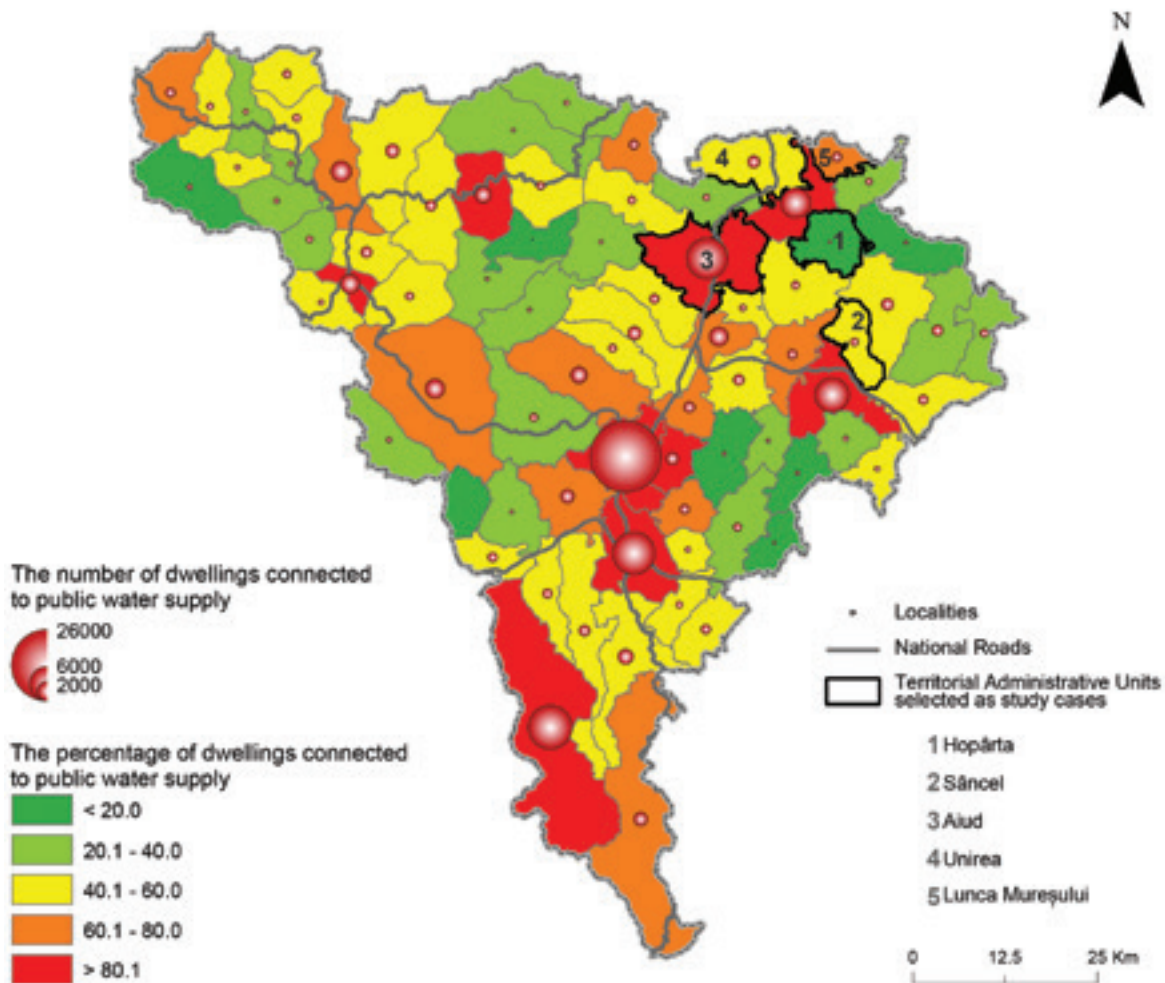 N
4
5
1
3
2
The number of dwellings connected
to public water supply
26000
6000
2000
The percentage of dwellings connected
to public water supply
< 20.0
20.1 - 40.0
40.1 - 60.0
60.1 - 80.0
> 80.1
Localities
National Roads
Territorial Administrative Units
selected as study cases
1 Hopârta
2 Sâncel
3 Aiud
4 Unirea
5 Lunca Mureșului
0 12.5 25 Km